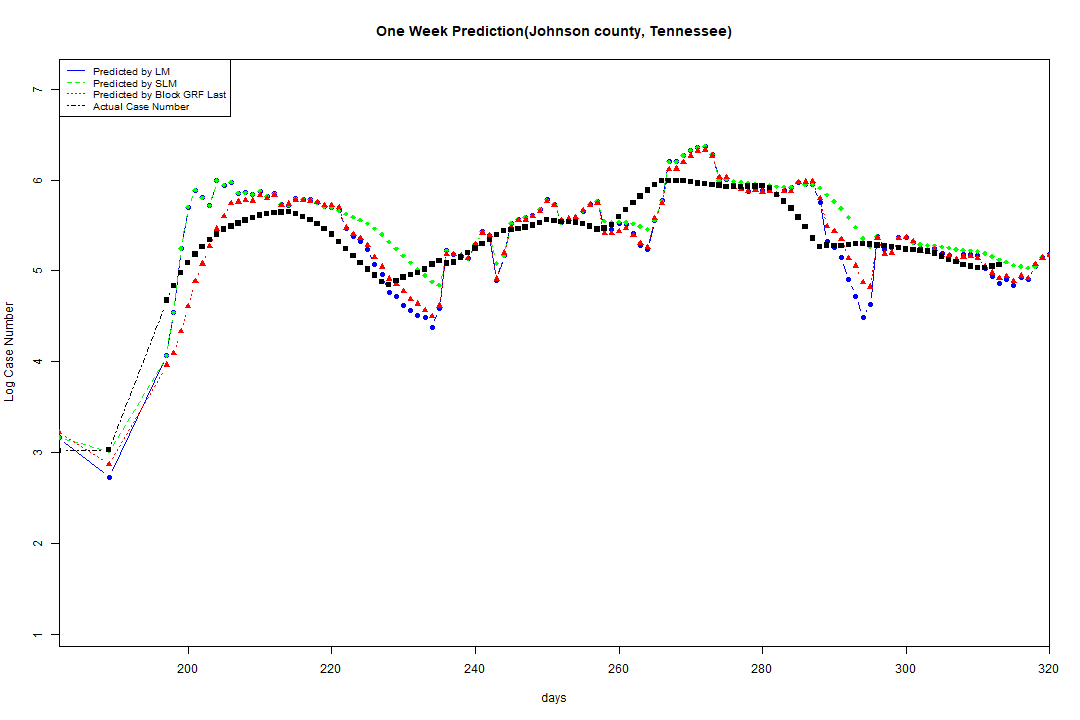 One Week Prediction(Johnson county, Tennessee)
Predicted by LM
Predicted by SLM
Predicted by Block GRF Last
Actual Case Number
7
6
5
4
3
2
1
Log Case Number
200
220
240
260
280
300
320
days